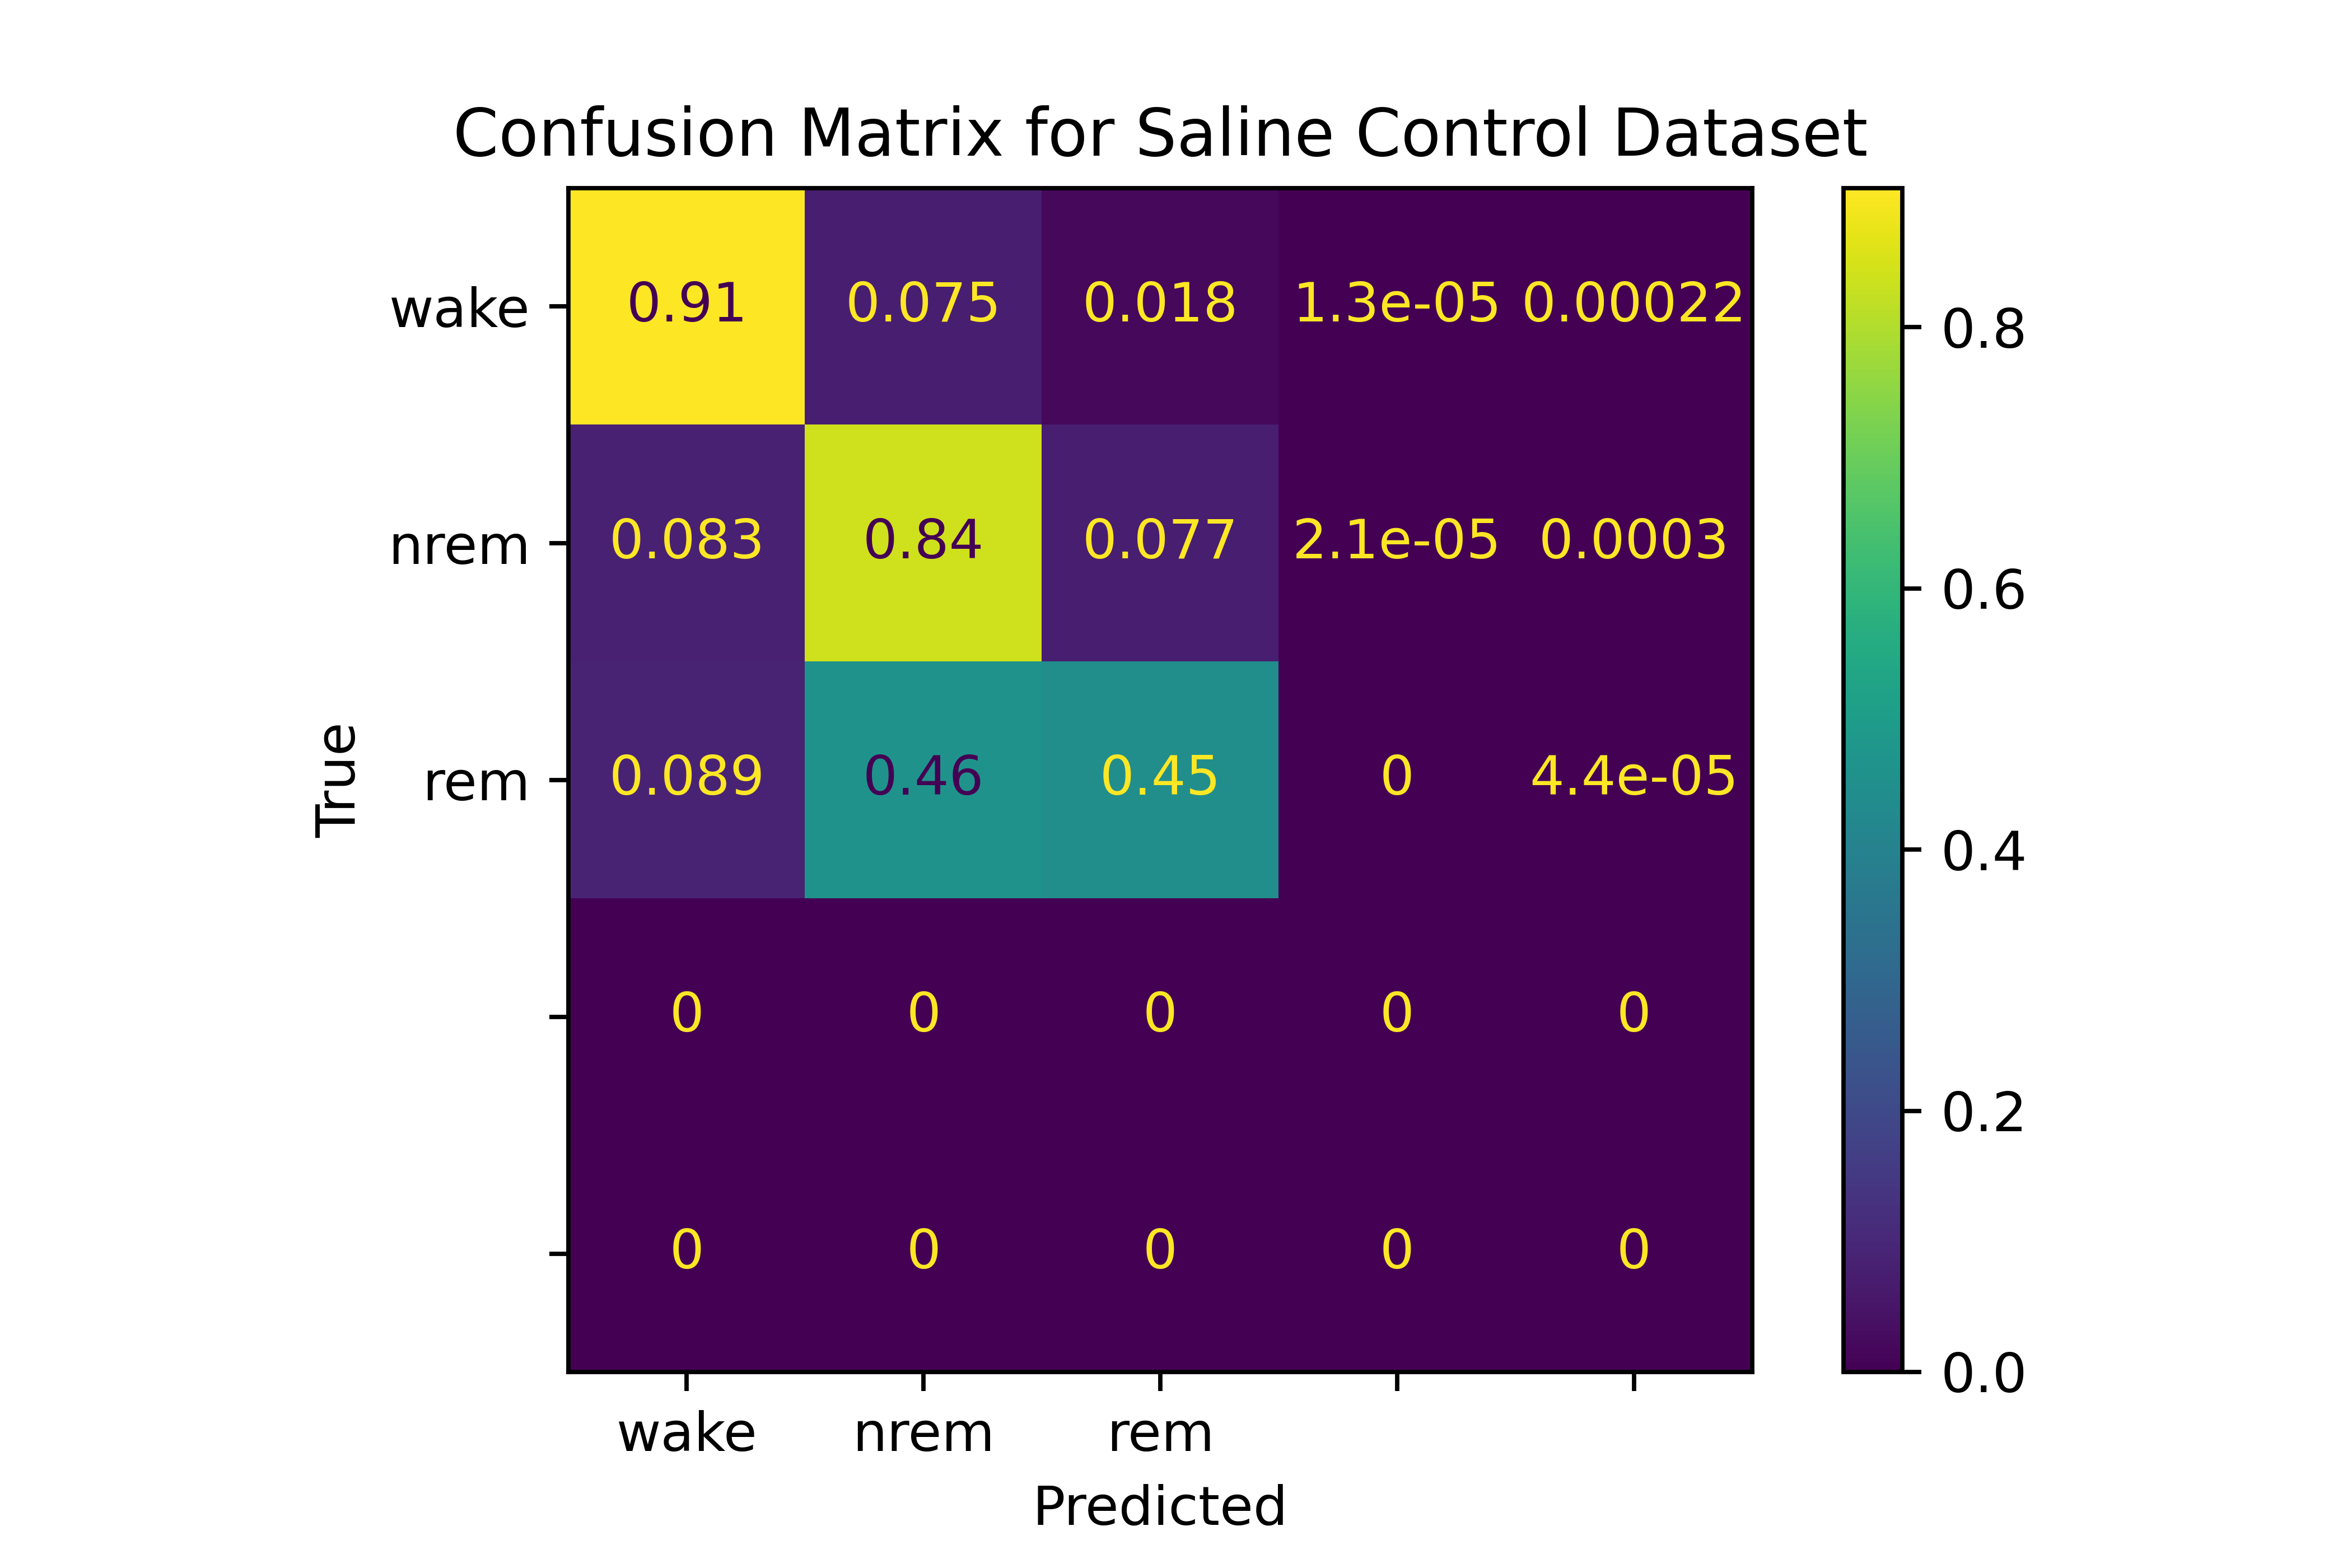 Confusion Matrix for Saline Control Dataset
wake 0.91 0.075 0.018 1.3e-05 0.00022
nrem 0.083 0.84 0.077 2.1e-05 0.0003
rem 0.089 0.46 0.45 0 4.4e-05
0 0 0 0 0
0 0 0 0 0
True
wake nrem rem
Predicted
0.8
0.6
0.4
0.2
0.0